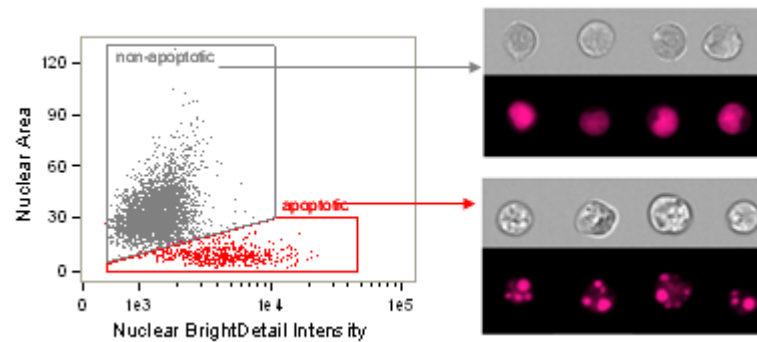 120
90
60
30
0
Nuclear Area
non-apoptotic
apoptotic
0
1e3
1e4
1e5
Nuclear BrightDetail Intensity